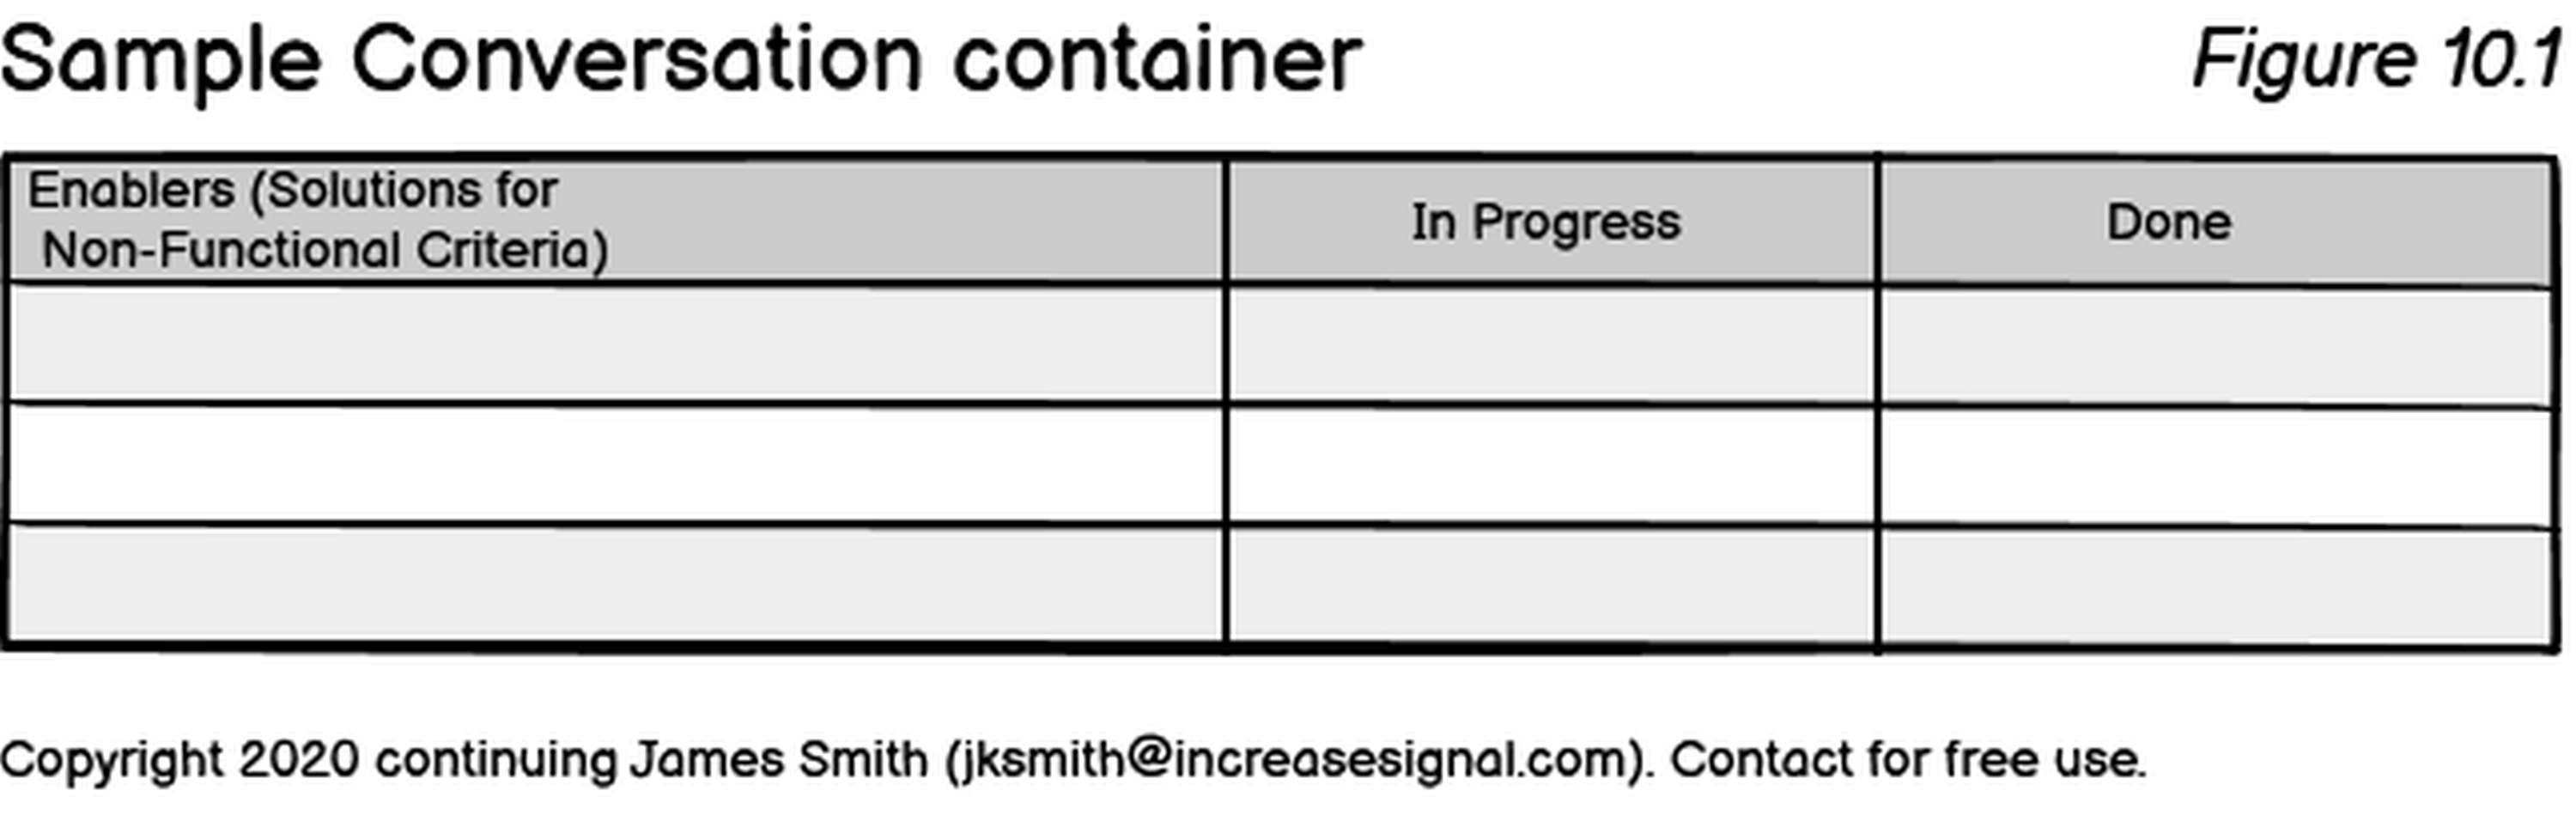 Sample Conversation container
Figure 10.1
Enablers (Solutions for
Non-Functional Criteria)
In Progress
Done
Copyright 2020 continuing James Smith (jksmith@increasesignal.com). Contact for free use.